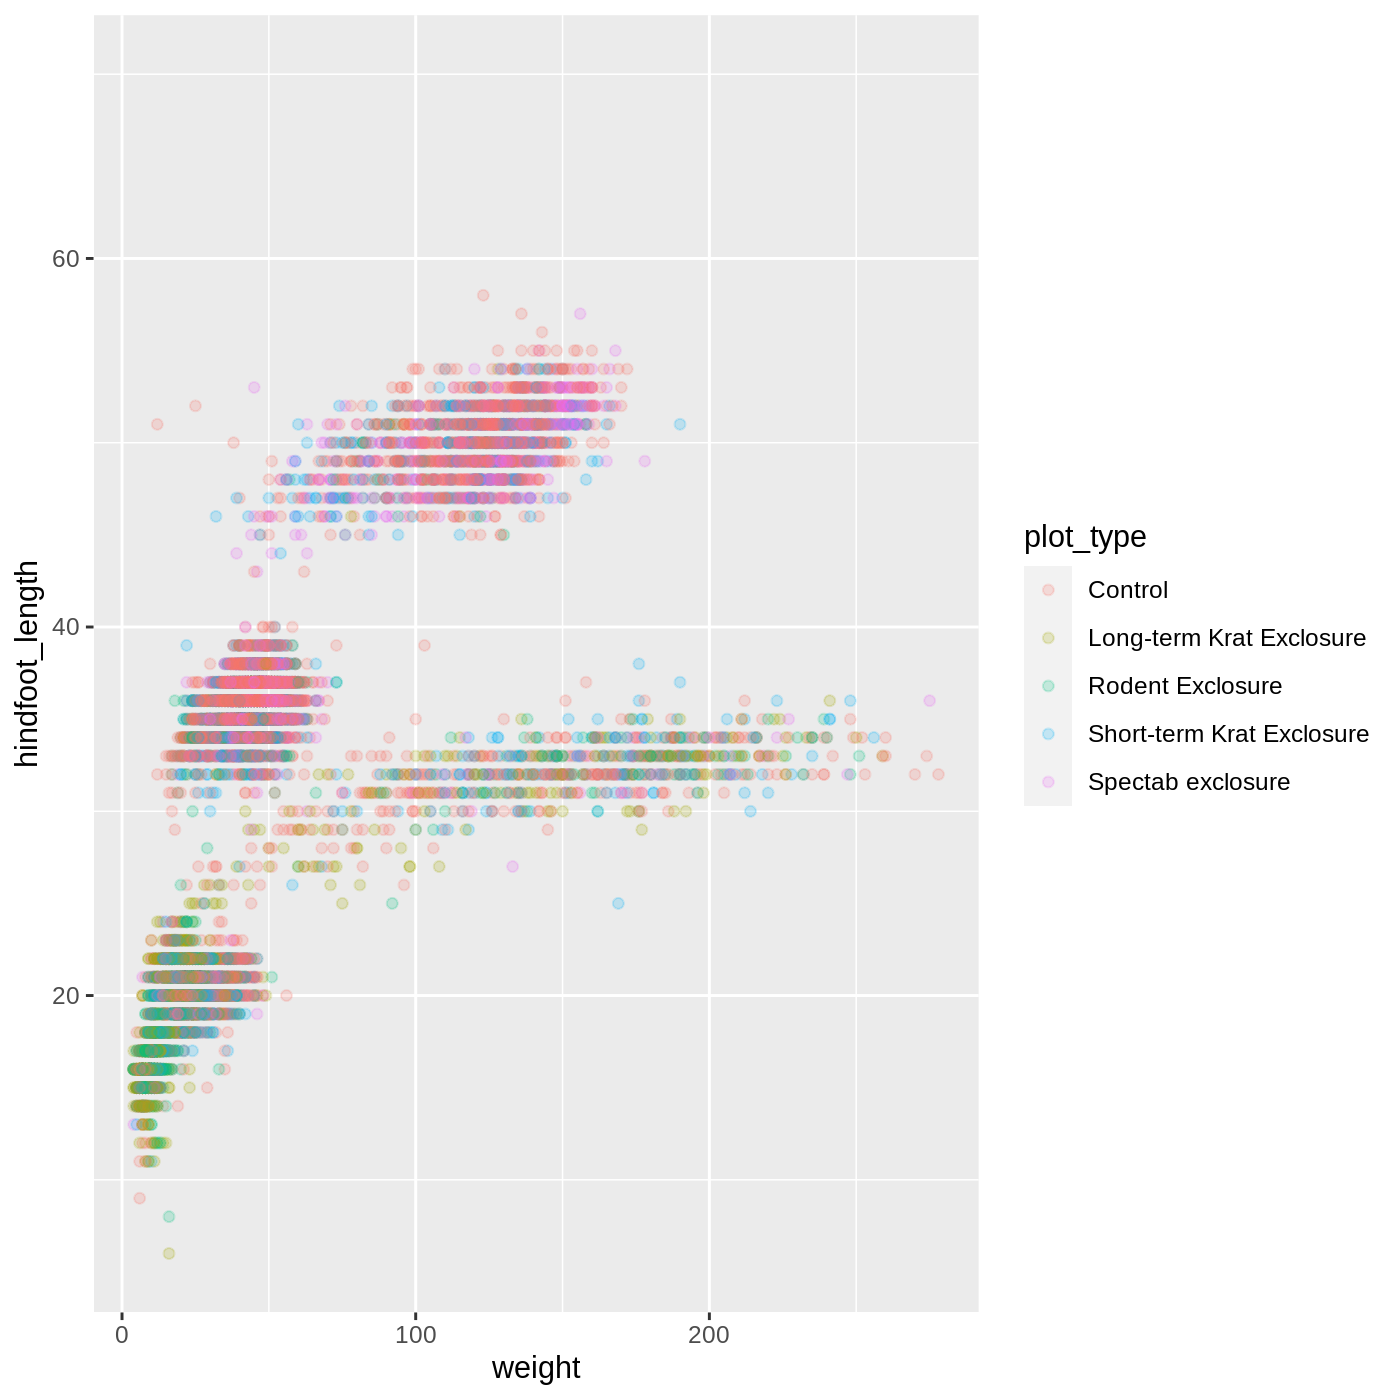 60
40
20
hindfoot_length
0 100 200
weight
plot_type
Control
Long-term Krat Exclosure
Rodent Exclosure
Short-term Krat Exclosure
Spectab exclosure